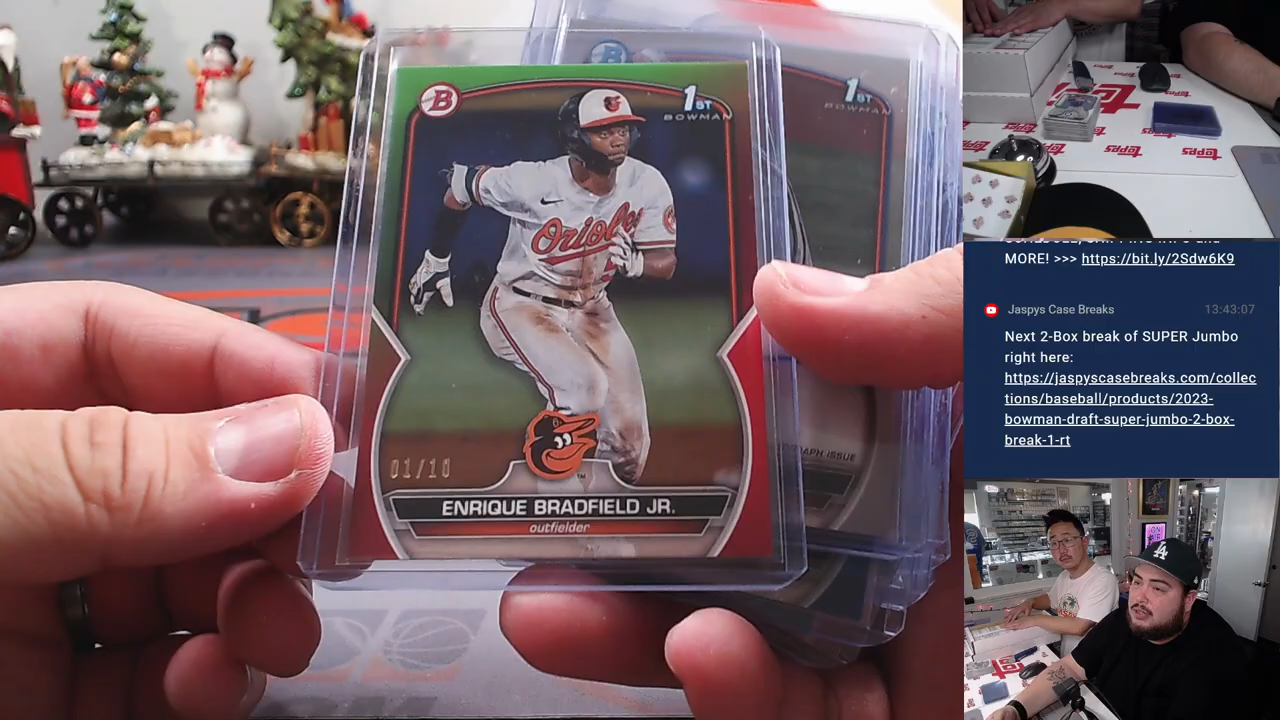 B
1ST
BOWMAN
Orioles
01/10
ENRIQUE BRADFIELD JR.
outfielder
TM
1ST
BOWMAN
APH ISSUE
topps
topps
topps
MORE! >>> https://bit.ly/2Sdw6K9
Jaspys Case Breaks
13:43:07
Next 2-Box break of SUPER Jumbo
right here:
https://jaspyscasebreaks.com/collec
tions/baseball/products/2023-
bowman-draft-super-jumbo-2-box-
break-1-rt
LA